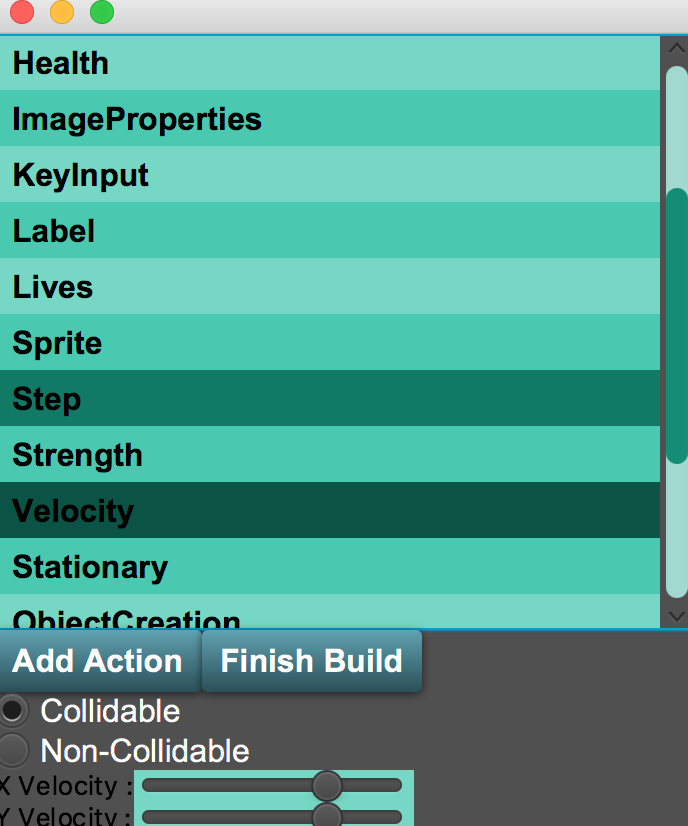 Health
ImageProperties
KeyInput
Label
Lives
Sprite
Step
Strength
Velocity
Stationary
ObjectCreation
Add Action Finish Build
Collidable
Non-Collidable
X Velocity :
Y Velocity :